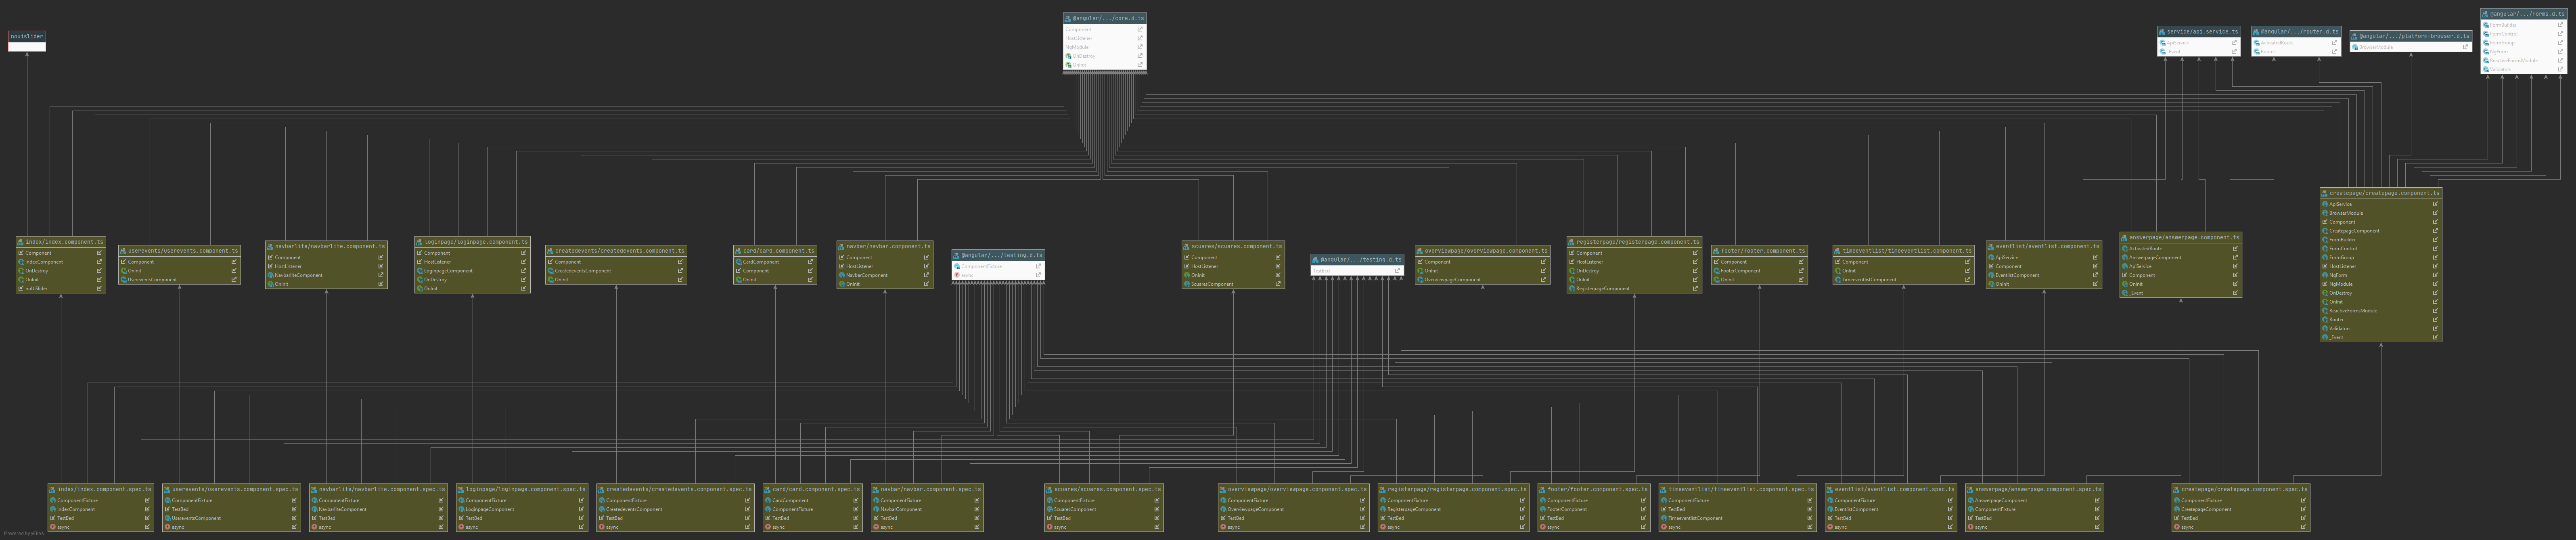 nouislider
@angular/.../core.d.ts
Component
HostListener
NgModule
OnDestroy
OnInit
service/api.service.ts
ApiService
_Event
@angular/.../router.d.ts
ActivatedRoute
Router
@angular/.../platform-browser.d.ts
BrowserModule
@angular/.../forms.d.ts
FormBuilder
FormControl
FormGroup
NgForm
ReactiveFormsModule
Validators
index/index.component.ts
Component
IndexComponent
OnDestroy
OnInit
noUiSlider
userevents/userevents.component.ts
Component
OnInit
UsereventsComponent
navbarlite/navbarlite.component.ts
Component
HostListener
NavbarliteComponent
OnInit
loginpage/loginpage.component.ts
Component
HostListener
LoginpageComponent
OnDestroy
OnInit
createdevents/createdevents.component.ts
Component
CreatedeventsComponent
OnInit
card/card.component.ts
CardComponent
Component
OnInit
navbar/navbar.component.ts
Component
HostListener
NavbarComponent
OnInit
@angular/.../testing.d.ts
ComponentFixture
async
scuares/scuares.component.ts
Component
HostListener
OnInit
ScuaresComponent
@angular/.../testing.d.ts
TestBed
overviewpage/overviewpage.component.ts
Component
OnInit
OverviewpageComponent
registerpage/registerpage.component.ts
Component
HostListener
OnDestroy
OnInit
RegisterpageComponent
footer/footer.component.ts
Component
FooterComponent
OnInit
timeeventlist/timeeventlist.component.ts
Component
OnInit
TimeeventlistComponent
eventlist/eventlist.component.ts
ApiService
Component
EventlistComponent
OnInit
answerpage/answerpage.component.ts
ActivatedRoute
AnswerpageComponent
ApiService
Component
OnInit
_Event
createpage/createpage.component.ts
ApiService
BrowserModule
Component
CreatepageComponent
FormBuilder
FormControl
FormGroup
HostListener
NgForm
NgModule
OnDestroy
OnInit
ReactiveFormsModule
Router
Validators
_Event
index/index.component.spec.ts
ComponentFixture
IndexComponent
TestBed
async
userevents/userevents.component.spec.ts
ComponentFixture
TestBed
UsereventsComponent
async
navbarlite/navbarlite.component.spec.ts
ComponentFixture
NavbarliteComponent
TestBed
async
loginpage/loginpage.component.spec.ts
ComponentFixture
LoginpageComponent
TestBed
async
createdevents/createdevents.component.spec.ts
ComponentFixture
CreatedeventsComponent
TestBed
async
card/card.component.spec.ts
CardComponent
ComponentFixture
TestBed
async
navbar/navbar.component.spec.ts
ComponentFixture
NavbarComponent
TestBed
async
scuares/scuares.component.spec.ts
ComponentFixture
ScuaresComponent
TestBed
async
overviewpage/overviewpage.component.spec.ts
ComponentFixture
OverviewpageComponent
TestBed
async
registerpage/registerpage.component.spec.ts
ComponentFixture
RegisterpageComponent
TestBed
async
footer/footer.component.spec.ts
ComponentFixture
FooterComponent
TestBed
async
timeeventlist/timeeventlist.component.spec.ts
ComponentFixture
TestBed
TimeeventlistComponent
async
eventlist/eventlist.component.spec.ts
ComponentFixture
EventlistComponent
TestBed
async
answerpage/answerpage.component.spec.ts
AnswerpageComponent
ComponentFixture
TestBed
async
createpage/createpage.component.spec.ts
ComponentFixture
CreatepageComponent
TestBed
async
Powered by yFiles